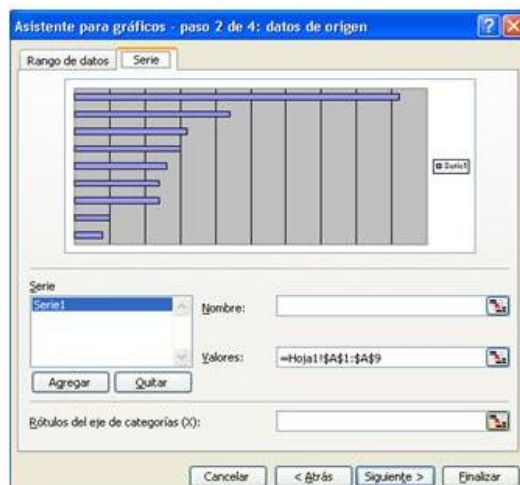 Asistente para gráficos - paso 2 de 4: datos de origen
Rango de datos Serie
Serie1
Serie
Serie1
Nombre:
Valores: =Hoja1!$A$1:$A$9
Agregar Quitar
Rótulos del eje de categorías (X):
Cancelar < Atrás Siguiente > Finalizar